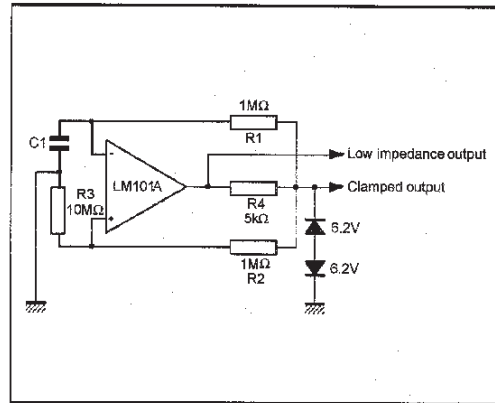 1MΩ
R1
C1
-
Low impedance output
R3
10MΩ
LM101A
Clamped output
+
R4
5kΩ
6.2V
1MΩ
R2
6.2V